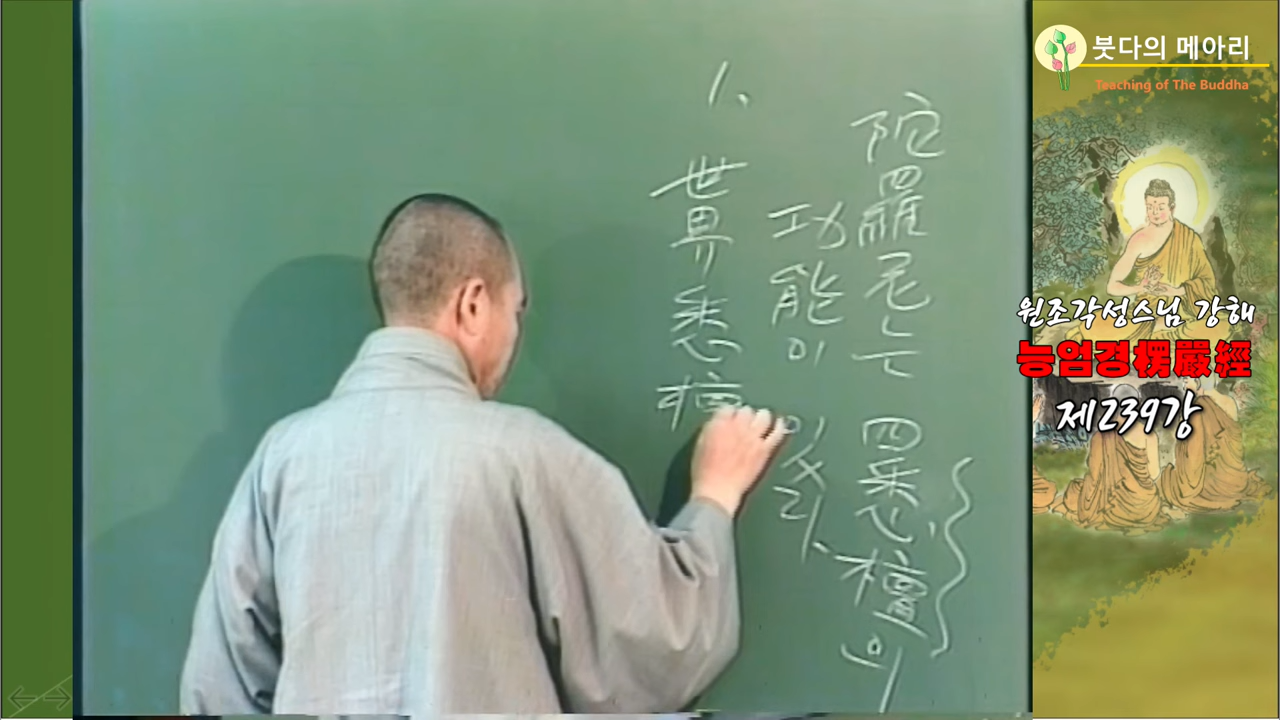 陀羅尼는 四悉檀의
功能이 있다.
1. 世界悉檀
붓다의 메아리
Teaching of The Buddha
원조각성스님 강해
능엄경楞嚴經
제239강